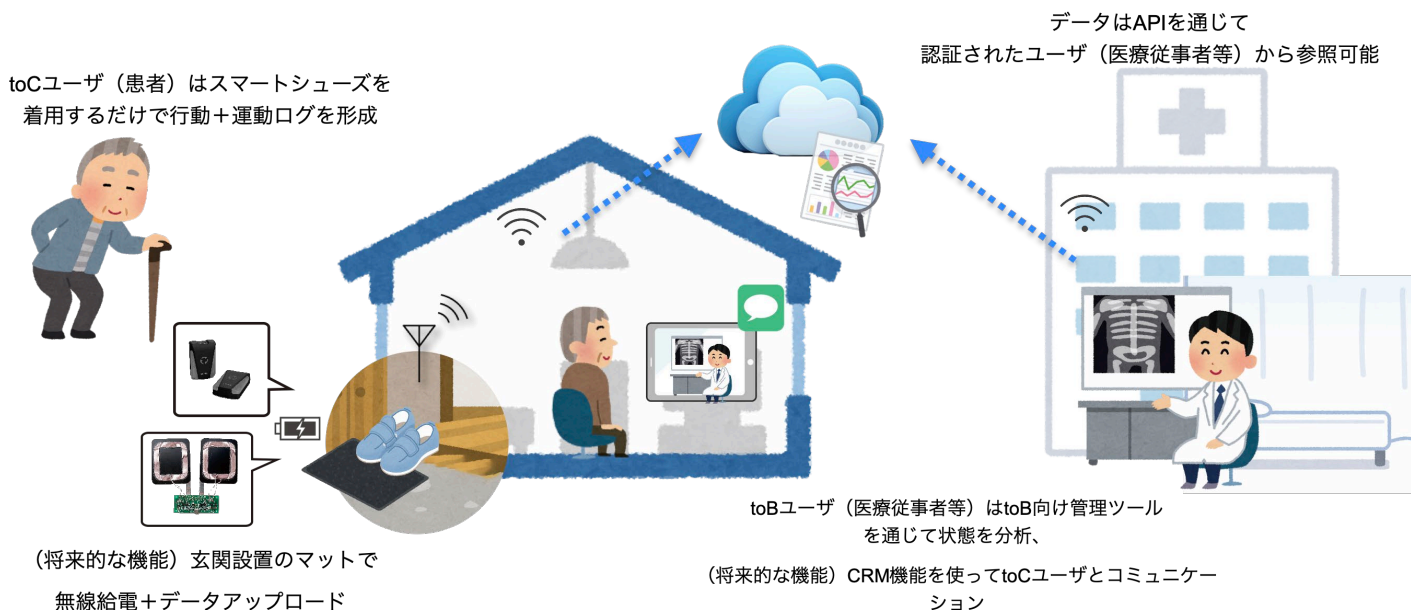 toCユーザ（患者）はスマートシューズを
着用するだけで行動＋運動ログを形成
データはAPIを通じて
認証されたユーザ（医療従事者等）から参照可能
（将来的な機能）玄関設置のマットで
無線給電＋データアップロード
toBユーザ（医療従事者等）はtoB向け管理ツール
を通じて状態を分析、
（将来的な機能）CRM機能を使ってtoCユーザとコミュニケー
ション